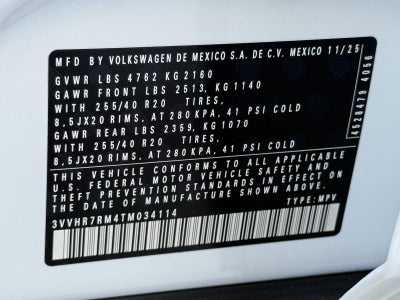 MFD BY VOLKSWAGEN DE MEXICO S.A. DE C.V. MEXICO 11/25
GVWR LBS 4762 KG 2160
GAWR FRONT LBS 2513, KG 1140
WITH 255/40 R20 TIRES,
8,5JX20 RIMS, AT 280 KPA, 41 PSI COLD
GAWR REAR LBS 2359, KG 1070
WITH 255/40 R20 TIRES,
8,5JX20 RIMS, AT 280 KPA, 41 PSI COLD
THIS VEHICLE CONFORMS TO ALL APPLICABLE
U.S. FEDERAL MOTOR VEHICLE SAFETY AND
THEFT PREVENTION STANDARDS IN EFFECT ON
THE DATE OF MANUFACTURE SHOWN ABOVE.
3VVHR7RM4TM034114 TYPE: MPV
4528479 4056